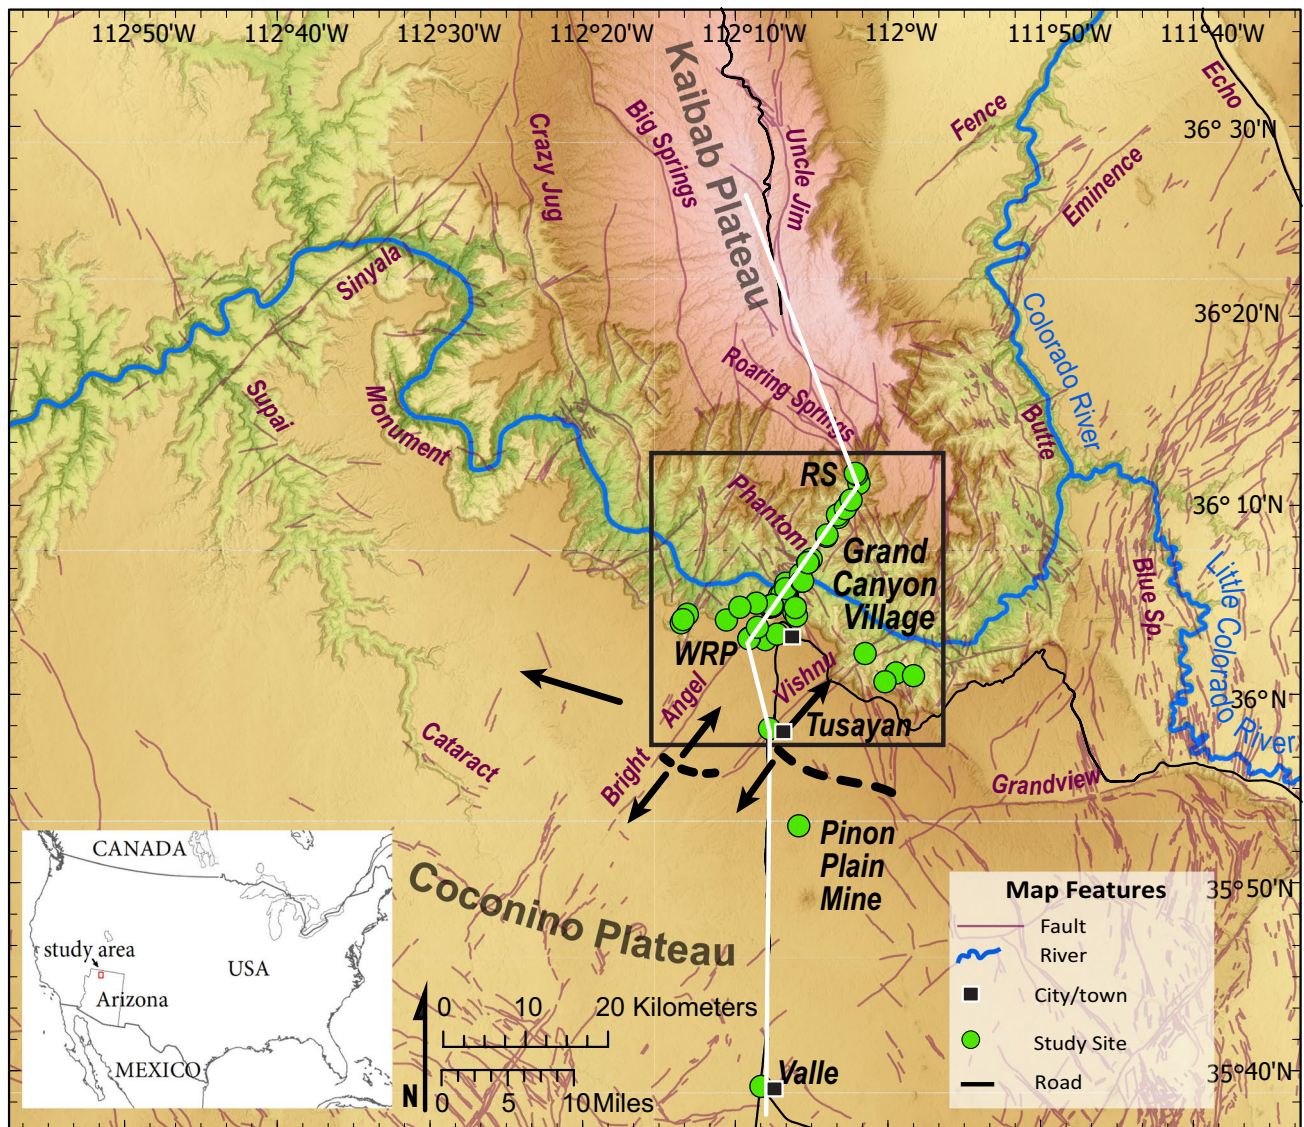 112°50'W
112°40'W
112°30'W
112°20'W
112°10'W
112°W
111°50'W
111°40'W
Kaibab Plateau
Echo
Fence
36° 30'N
Crazy Jug
Big Springs
Uncle Jim
Eminence
Sinyala
Colorado River
36°20'N
Supai
Monument
Roaring Springs
Butte
RS
Phantom
36° 10'N
Grand
Canyon
Village
Blue Sp.
Little Colorado River
WRP
Angel
Vishnu
36°N
Tusayan
Cataract
Bright
Grandview
Pinon
Plain
Mine
Coconino Plateau
CANADA
study area
USA
Arizona
MEXICO
0 20 Kilometers
N
0 5 10Miles
Valle
Map Features
Fault
River
City/town
Study Site
Road
35°50'N
35°40'N